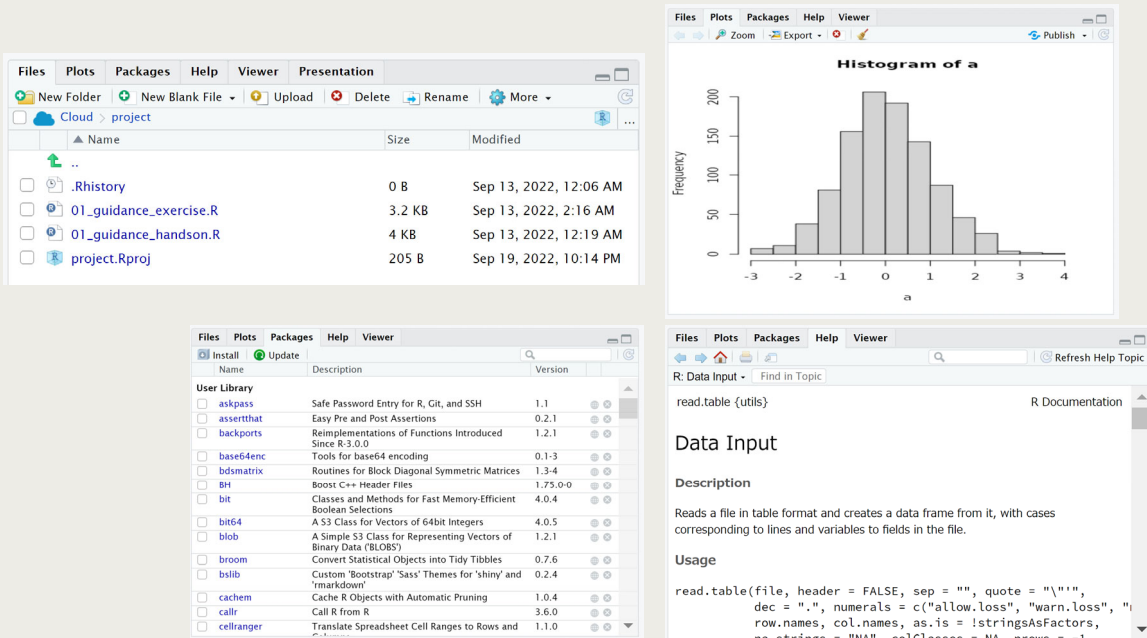 Files Plots Packages Help Viewer Presentation
New Folder New Blank File Upload Delete Rename More
Cloud > project ...
Name Size Modified
..
.Rhistory 0 B Sep 13, 2022, 12:06 AM
01_guidance_exercise.R 3.2 KB Sep 13, 2022, 2:16 AM
01_guidance_handson.R 4 KB Sep 13, 2022, 12:19 AM
project.Rproj 205 B Sep 19, 2022, 10:14 PM
Files Plots Packages Help Viewer
Zoom Export Publish
Histogram of a
Frequency
200
150
100
50
0
-3 -2 -1 0 1 2 3 4
a
Files Plots Packages Help Viewer
Install Update
Name Description Version
User Library
askpass Safe Password Entry for R, Git, and SSH 1.1
assertthat Easy Pre and Post Assertions 0.2.1
backports Reimplementations of Functions Introduced 1.2.1
Since R-3.0.0
base64enc Tools for base64 encoding 0.1-3
bdsmatrix Routines for Block Diagonal Symmetric Matrices 1.3-4
BH Boost C++ Header Files 1.75.0-0
bit Classes and Methods for Fast Memory-Efficient 4.0.4
Boolean Selections
bit64 A S3 Class for Vectors of 64bit Integers 4.0.5
blob A Simple S3 Class for Representing Vectors of 1.2.1
Binary Data ('BLOBS')
broom Convert Statistical Objects into Tidy Tibbles 0.7.6
bslib Custom 'Bootstrap' 'Sass' Themes for 'shiny' and 0.2.4
'rmarkdown'
cachem Cache R Objects with Automatic Pruning 1.0.4
callr Call R from R 3.6.0
cellranger Translate Spreadsheet Cell Ranges to Rows and 1.1.0
Files Plots Packages Help Viewer
Refresh Help Topic
R: Data Input Find in Topic
read.table {utils} R Documentation
Data Input
Description
Reads a file in table format and creates a data frame from it, with cases
corresponding to lines and variables to fields in the file.
Usage
read.table(file, header = FALSE, sep = "", quote = "\"'",
dec = ".", numerals = c("allow.loss", "warn.loss",
row.names, col.names, as.is = !stringsAsFactors,